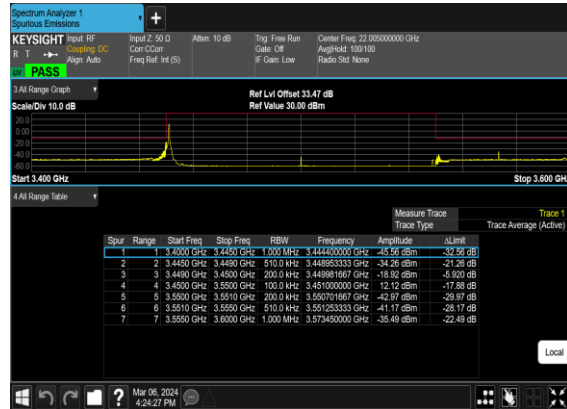 Spectrum Analyzer 1
Spurious Emissions
KEYSIGHT Input: RF Input Z: 50 Ω Atten: 10 dB Trig: Free Run Center Freq: 22.005000000 GHz
R T Coupling: DC Corr CCorr Gate: Off Avg|Hold: 100/100
Align: Auto Freq Ref: Int (S) IF Gain: Low Radio Std: None
PASS
3 All Range Graph
Ref Lvl Offset 33.47 dB
Scale/Div 10.0 dB Ref Value 30.00 dBm
20.0
0.00
-20.0
-40.0
-60.0
Start 3.400 GHz Stop 3.600 GHz
4 All Range Table
Measure Trace Trace 1
Trace Type Trace Average (Active)
Spur Range Start Freq Stop Freq RBW Frequency Amplitude ΔLimit
1 1 3.4000 GHz 3.4450 GHz 1.000 MHz 3.444400000 GHz -45.56 dBm -32.56 dB
2 2 3.4450 GHz 3.4490 GHz 510.0 kHz 3.448953333 GHz -34.26 dBm -21.26 dB
3 3 3.4490 GHz 3.4500 GHz 200.0 kHz 3.449981667 GHz -18.92 dBm -5.920 dB
4 4 3.4500 GHz 3.5500 GHz 100.0 kHz 3.451000000 GHz 12.12 dBm -17.88 dB
5 5 3.5500 GHz 3.5510 GHz 200.0 kHz 3.550701667 GHz -42.97 dBm -29.97 dB
6 6 3.5510 GHz 3.5550 GHz 510.0 kHz 3.551253333 GHz -41.17 dBm -28.17 dB
7 7 3.5550 GHz 3.6000 GHz 1.000 MHz 3.573450000 GHz -35.49 dBm -22.49 dB
Local
Mar 06, 2024
4:24:27 PM